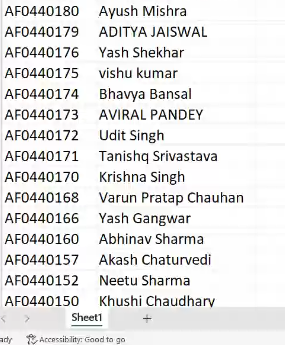 AF0440180 Ayush Mishra
AF0440179 ADITYA JAISWAL
AF0440176 Yash Shekhar
AF0440175 vishu kumar
AF0440174 Bhavya Bansal
AF0440173 AVIRAL PANDEY
AF0440172 Udit Singh
AF0440171 Tanishq Srivastava
AF0440170 Krishna Singh
AF0440168 Varun Pratap Chauhan
AF0440166 Yash Gangwar
AF0440160 Abhinav Sharma
AF0440157 Akash Chaturvedi
AF0440152 Neetu Sharma
AF0440150 Khushi Chaudhary
Sheet1
ady Accessibility: Good to go